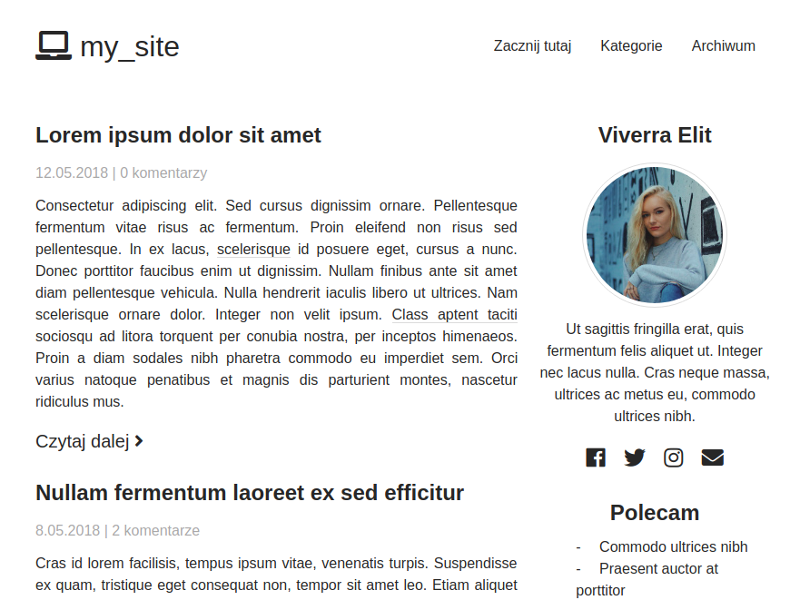 my_site
Zacznij tutaj Kategorie Archiwum
Lorem ipsum dolor sit amet
12.05.2018 | 0 komentarzy
Consectetur adipiscing elit. Sed cursus dignissim ornare. Pellentesque
fermentum vitae risus ac fermentum. Proin eleifend non risus sed
pellentesque. In ex lacus, scelerisque id posuere eget, cursus a nunc.
Donec porttitor faucibus enim ut dignissim. Nullam finibus ante sit amet
diam pellentesque vehicula. Nulla hendrerit iaculis libero ut ultrices. Nam
scelerisque ornare dolor. Integer non velit ipsum. Class aptent taciti
sociosqu ad litora torquent per conubia nostra, per inceptos himenaeos.
Proin a diam sodales nibh pharetra commodo eu imperdiet sem. Orci
varius natoque penatibus et magnis dis parturient montes, nascetur
ridiculus mus.
Czytaj dalej
Nullam fermentum laoreet ex sed efficitur
8.05.2018 | 2 komentarze
Cras id lorem facilisis, tempus ipsum vitae, venenatis turpis. Suspendisse
ex quam, tristique eget consequat non, tempor sit amet leo. Etiam aliquet
Viverra Elit
Ut sagittis fringilla erat, quis
fermentum felis aliquet ut. Integer
nec lacus nulla. Cras neque massa,
ultrices ac metus eu, commodo
ultrices nibh.
Polecam
- Commodo ultrices nibh
- Praesent auctor at
porttitor